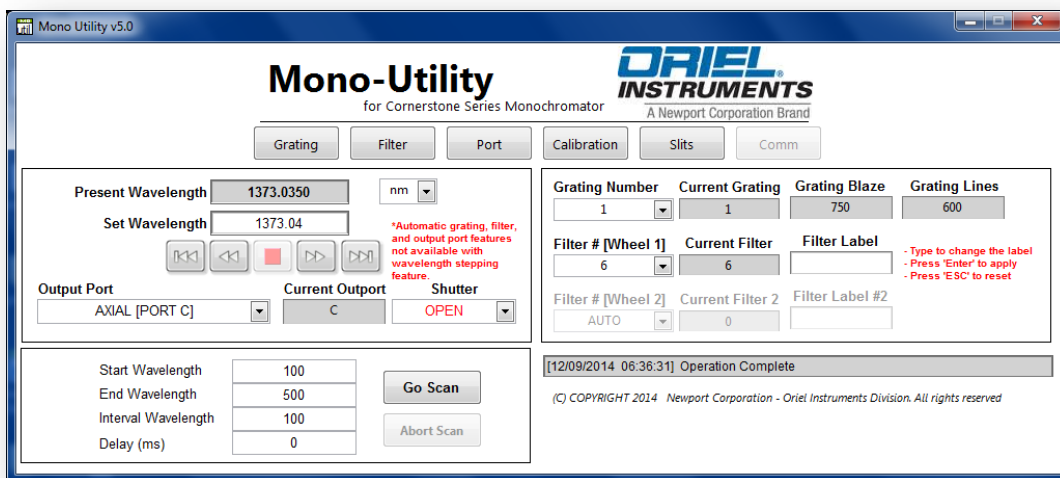 Mono Utility v5.0
Mono-Utility
for Cornerstone Series Monochromator
ORIEL®
INSTRUMENTS
A Newport Corporation Brand
Grating Filter Port Calibration Slits Comm
Present Wavelength 1373.0350 nm
Set Wavelength 1373.04
*Automatic grating, filter,
and output port features
not available with
wavelength stepping
feature.
Output Port Current Outport Shutter
AXIAL [PORT C] C OPEN
Grating Number Current Grating Grating Blaze Grating Lines
1 1 750 600
Filter # [Wheel 1] Current Filter Filter Label
6 6
- Type to change the label
- Press 'Enter' to apply
- Press 'ESC' to reset
Filter # [Wheel 2] Current Filter 2 Filter Label #2
AUTO 0
Start Wavelength 100
End Wavelength 500
Interval Wavelength 100
Delay (ms) 0
Go Scan
Abort Scan
[12/09/2014 06:36:31] Operation Complete
(C) COPYRIGHT 2014 Newport Corporation - Oriel Instruments Division. All rights reserved